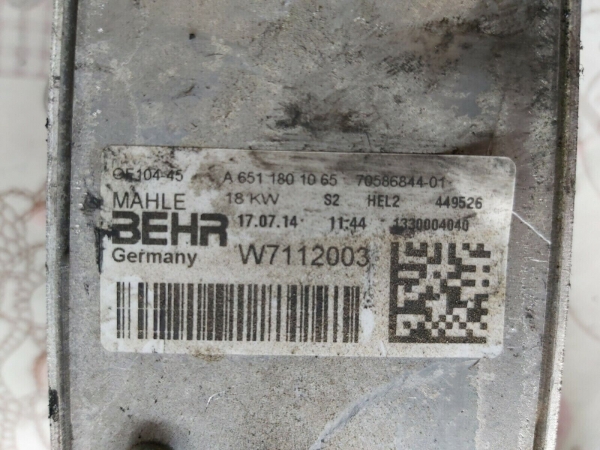 OF104-45 A 651 180 10 65 70586844-01
MAHLE 18 KW S2 HEL2 449526
BEHR 17.07.14 11:44 1330004040
Germany W7112003